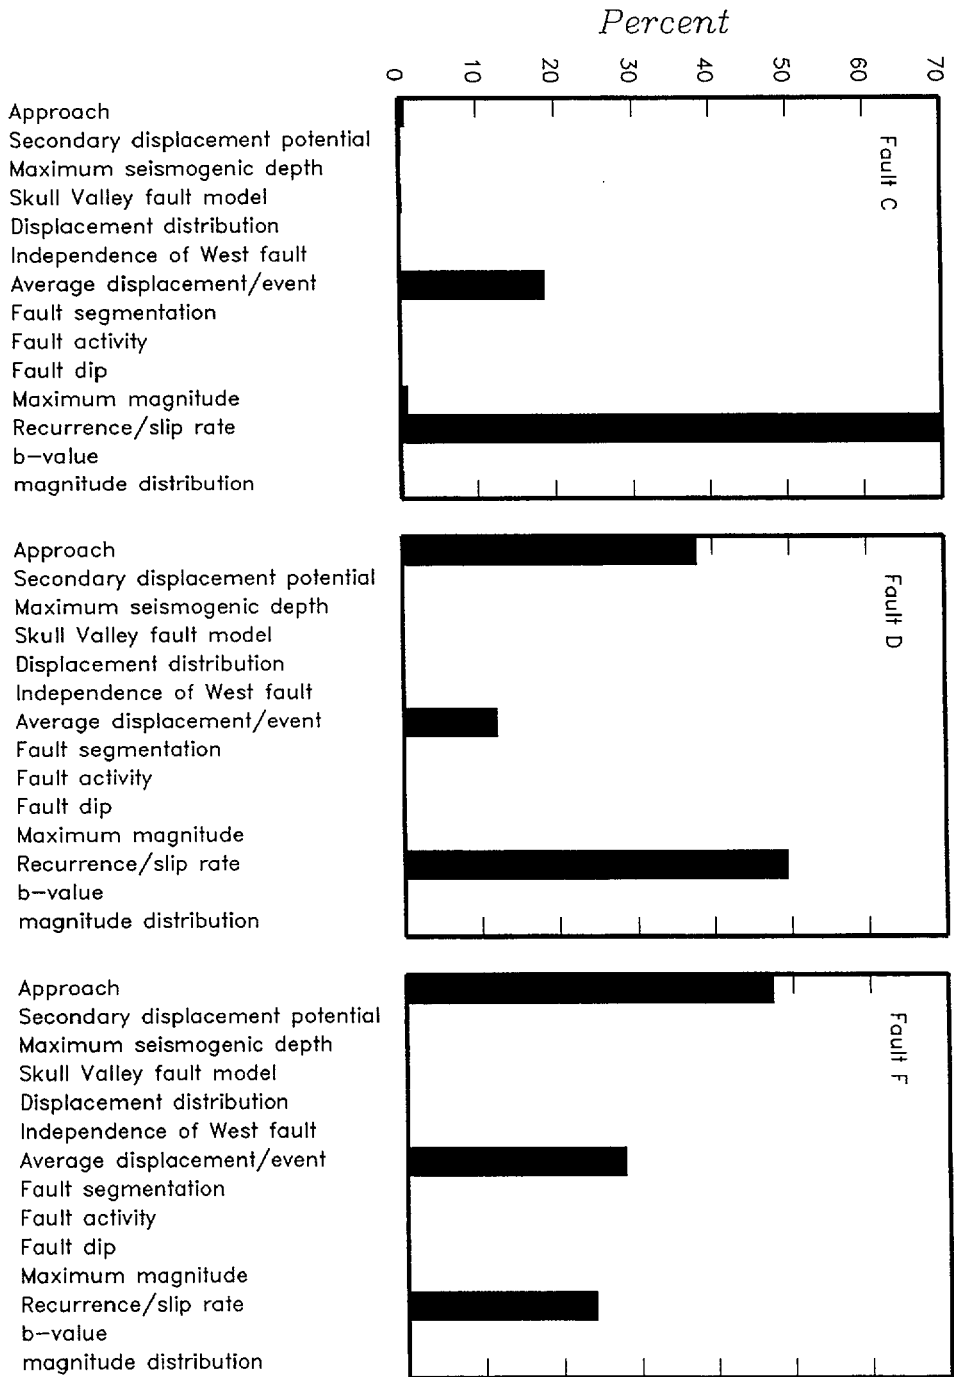 Percent
0 10 20 30 40 50 60 70
Fault C
Approach
Secondary displacement potential
Maximum seismogenic depth
Skull Valley fault model
Displacement distribution
Independence of West fault
Average displacement/event
Fault segmentation
Fault activity
Fault dip
Maximum magnitude
Recurrence/slip rate
b-value
magnitude distribution
Fault D
Approach
Secondary displacement potential
Maximum seismogenic depth
Skull Valley fault model
Displacement distribution
Independence of West fault
Average displacement/event
Fault segmentation
Fault activity
Fault dip
Maximum magnitude
Recurrence/slip rate
b-value
magnitude distribution
Fault F
Approach
Secondary displacement potential
Maximum seismogenic depth
Skull Valley fault model
Displacement distribution
Independence of West fault
Average displacement/event
Fault segmentation
Fault activity
Fault dip
Maximum magnitude
Recurrence/slip rate
b-value
magnitude distribution